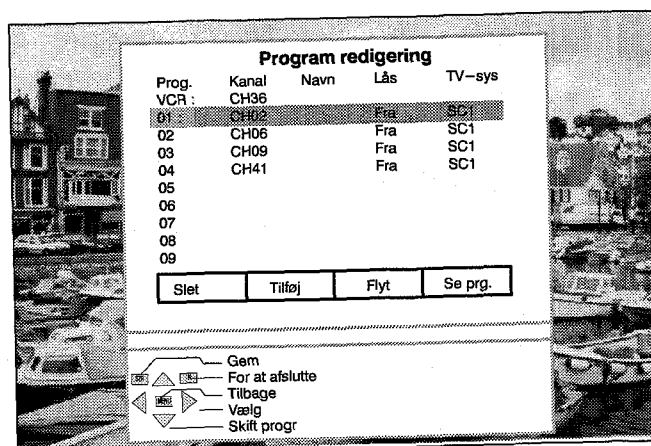 Program redigering
Prog. Kanal Navn Lås TV-sys
VCR : CH36
01 : CH02 Fra SC1
02 CH06 Fra SC1
03 CH09 Fra SC1
04 CH41 Fra SC1
05
06
07
08
09
Slet Tilføj Flyt Se prg.
Gem
For at afslutte
MENU Tilbage
Vælg
Skift progr